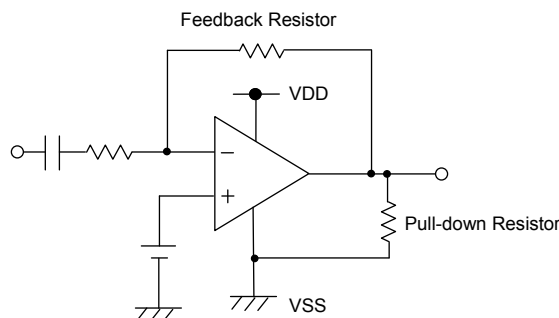 Feedback Resistor
VDD
−
+
Pull-down Resistor
VSS